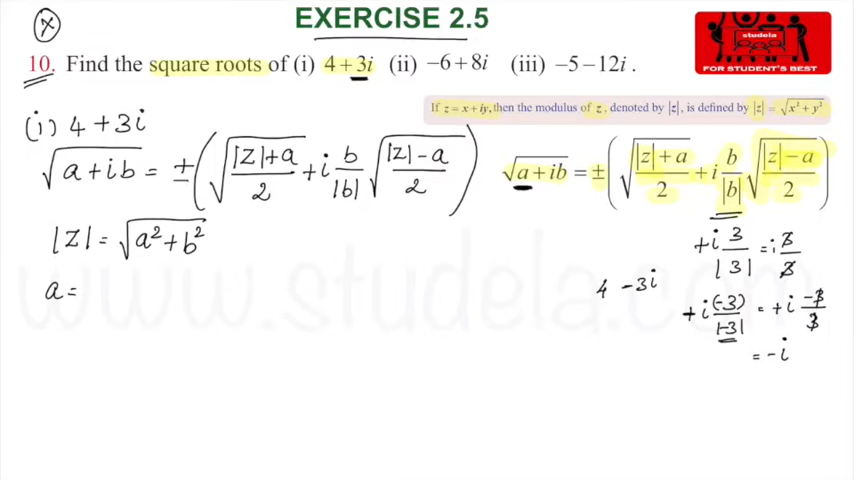 (x)
EXERCISE 2.5
studela
FOR STUDENT'S BEST
10. Find the square roots of (i) 4+3i (ii) −6+8i (iii) −5−12i .
If z = x+iy, then the modulus of z, denoted by |z|, is defined by |z| = √(x²+y²)
(i) 4+3i
√(a+ib) = ±(√((|z|+a)/2) + i b/|b| √((|z|-a)/2))
√(a+ib) = ±(√((|z|+a)/2) + i b/|b| √((|z|−a)/2))
|z| = √(a²+b²)
+i 3/|3| = i 3/3
a =
4 -3i
+i (-3)/|-3| = +i -3/3
= -i
www.studela.com